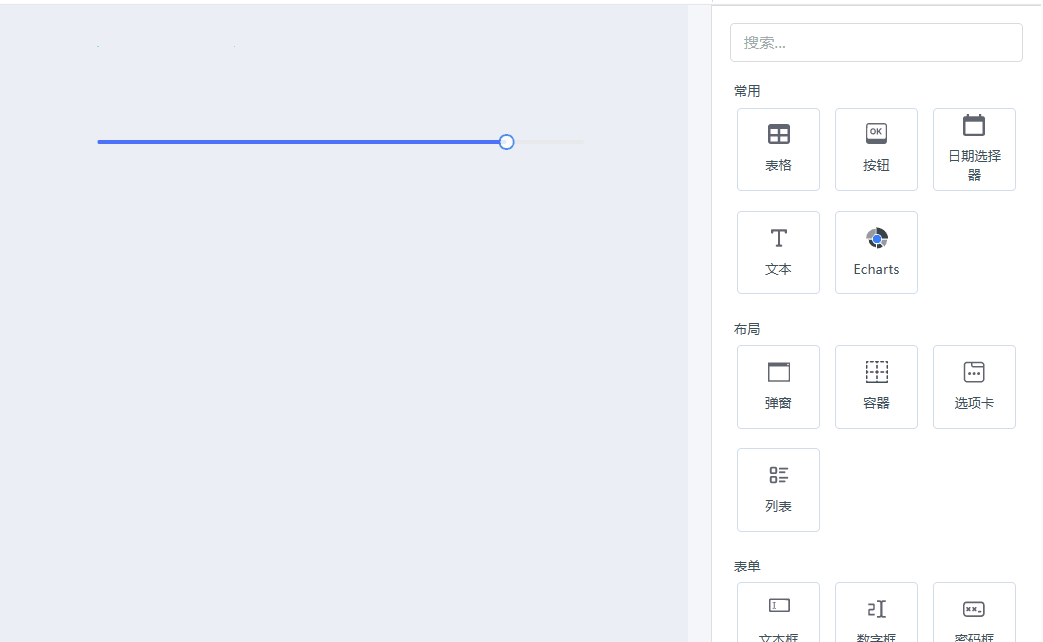 搜索...
常用
表格
OK
按钮
日期选择
器
文本
Echarts
布局
弹窗
容器
选项卡
列表
表单
文本框
数字框
密码框